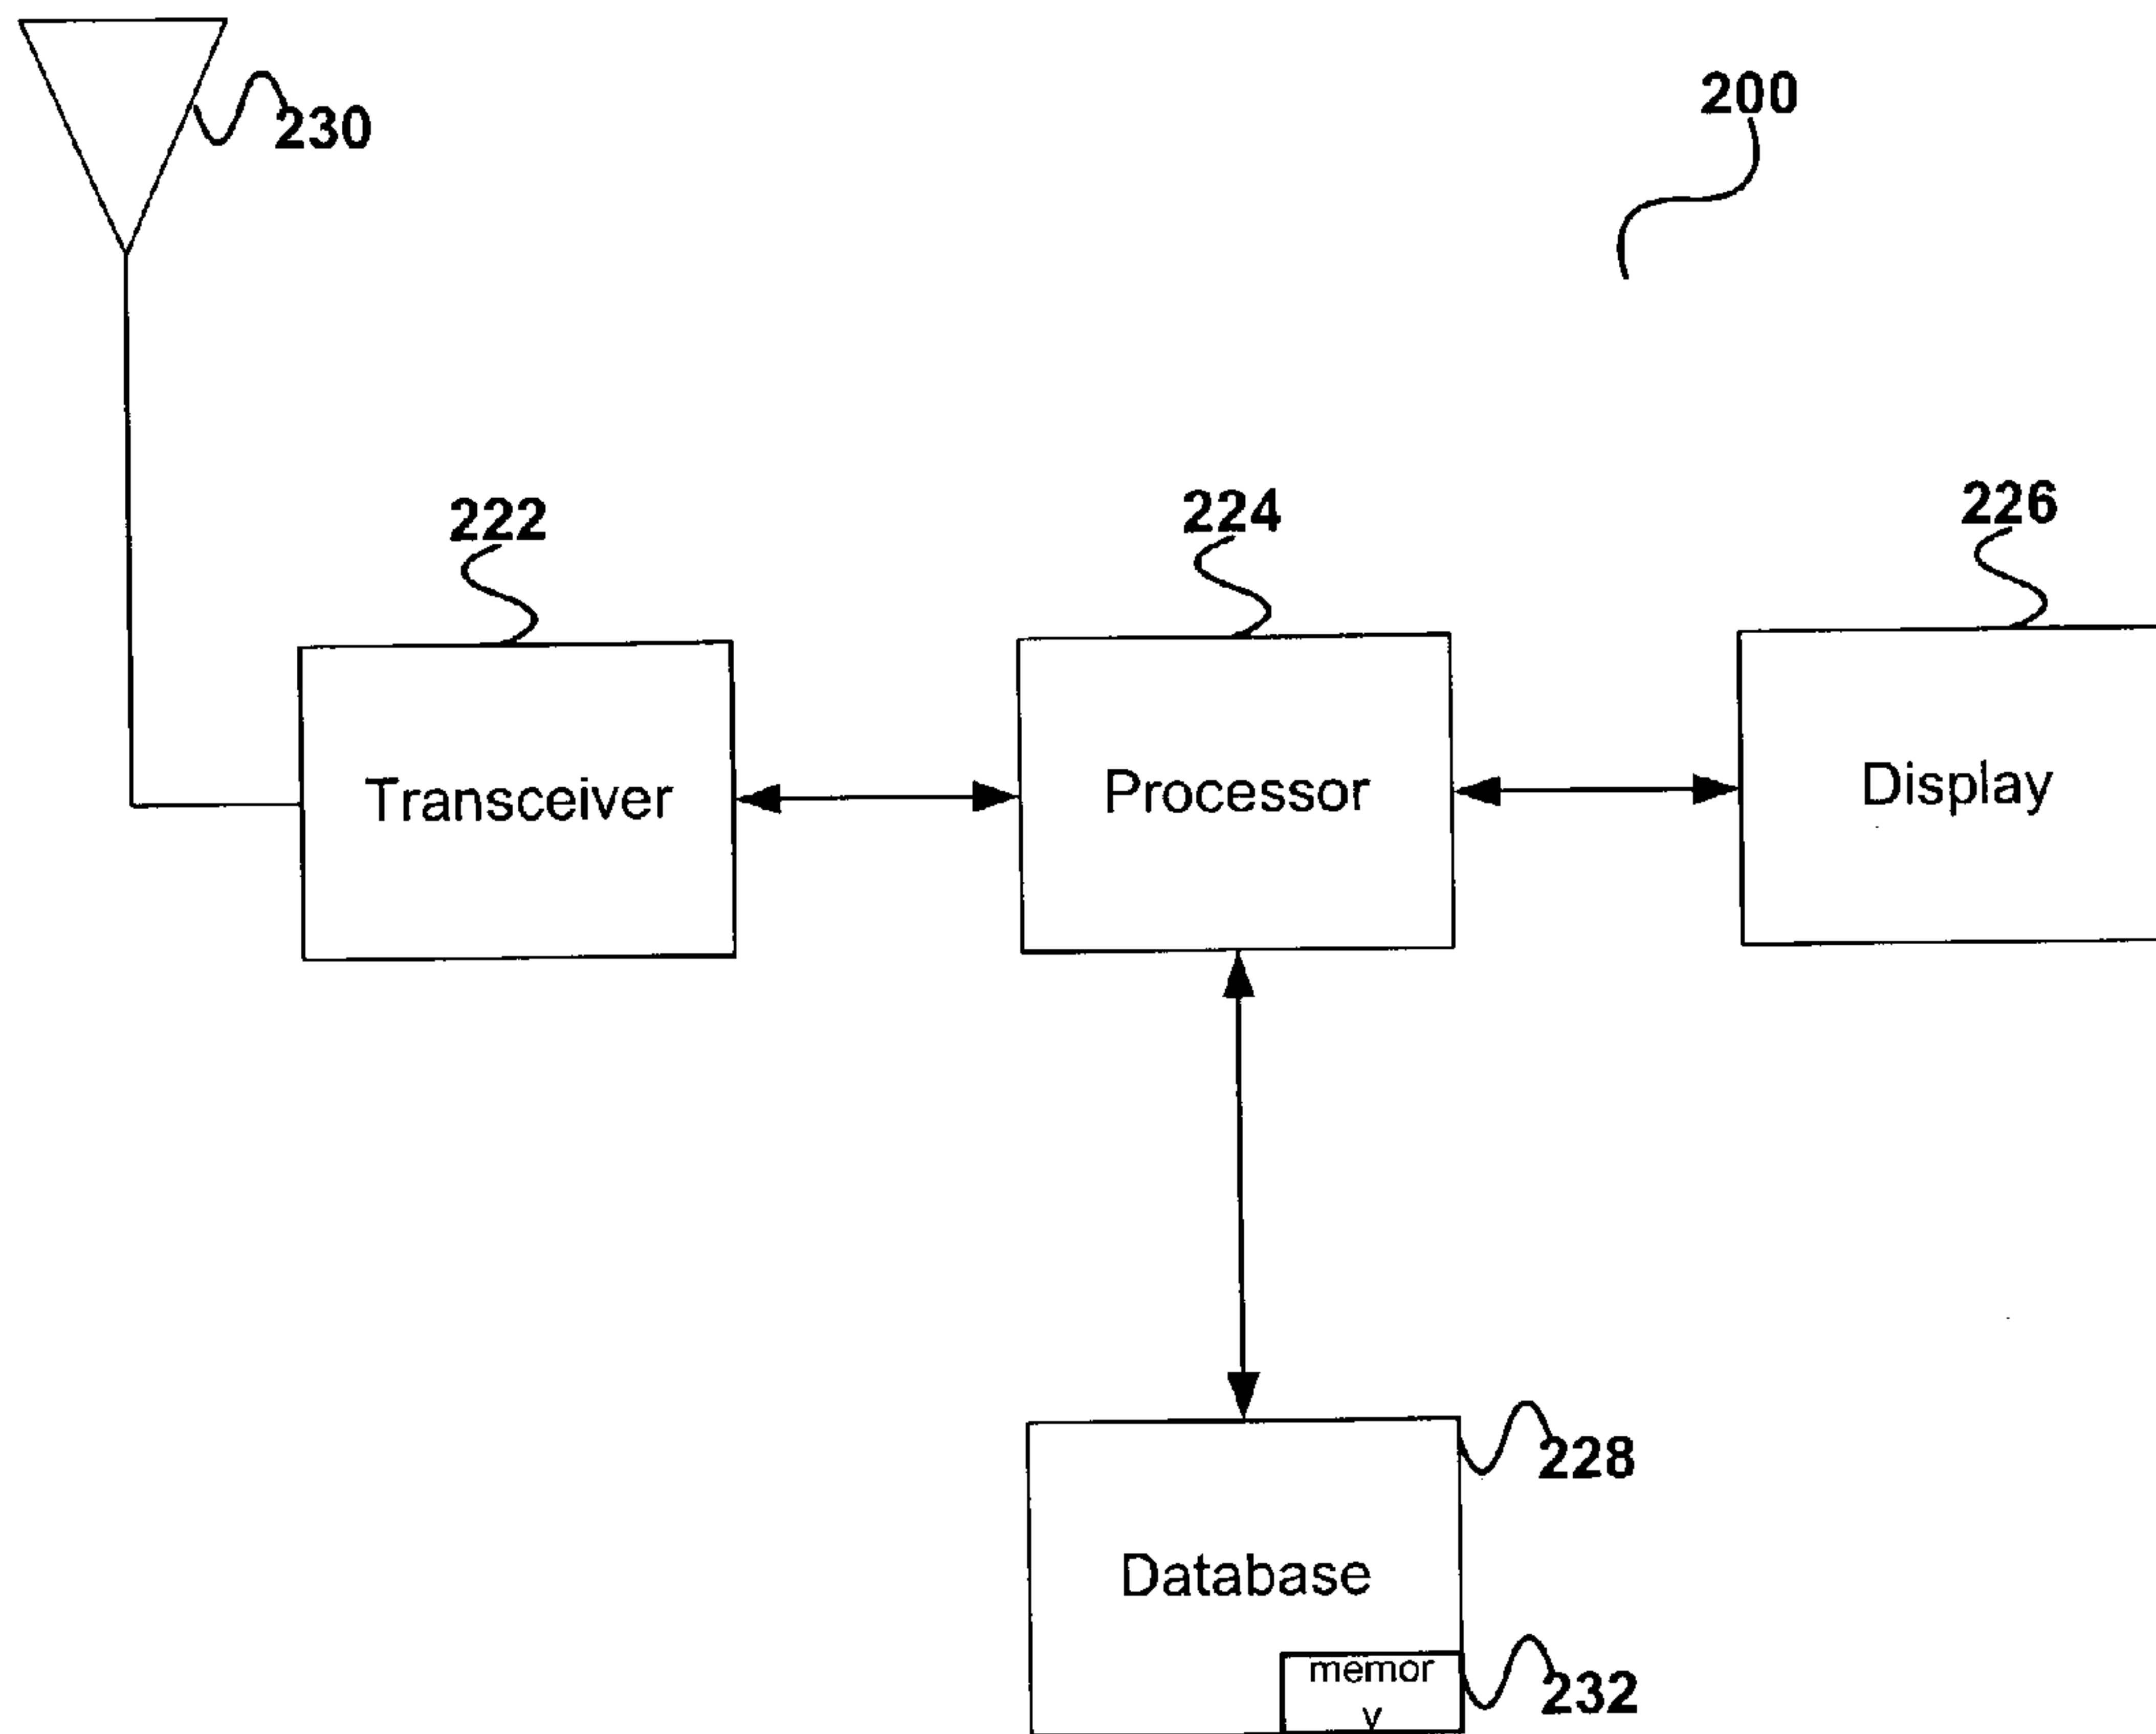 200
230
222
224
226
Transceiver
Processor
Display
228
Database
memor
y
232